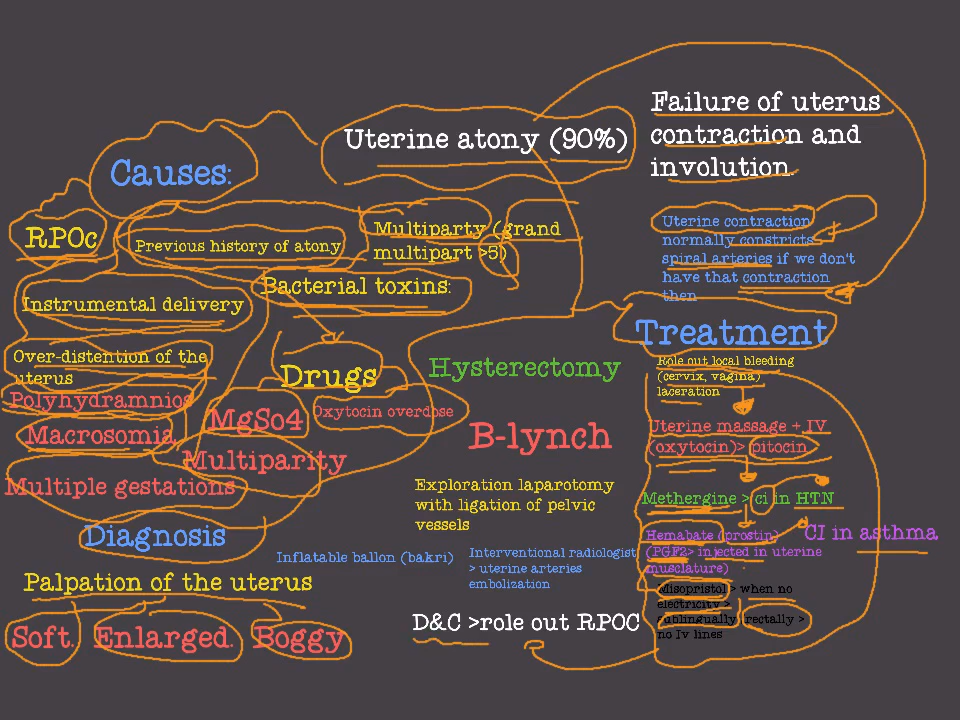 Uterine atony (90%)
Failure of uterus
contraction and
involution.
Uterine contraction
normally constricts
spiral arteries if we don't
have that contraction
then
Causes:
RPOc
Previous history of atony
Multiparty (grand
multipart >5)
Instrumental delivery
Bacterial toxins:
Over-distention of the
uterus
Polyhydramnios
Macrosomia,
Multiple gestations
Drugs
MgSo4
Oxytocin overdose
Multiparity
Diagnosis
Palpation of the uterus
Soft. Enlarged. Boggy
Treatment
Role out local bleeding
(cervix, vagina)
laceration
Uterine massage + IV
(oxytocin)> pitocin
Methergine > ci in HTN
Hemabate (prostin)
(PGF2> injected in uterine
musclature)
CI in asthma
Misopristol > when no
electricity >
sublingually (rectally >
no Iv lines
D&C >role out RPOC
Inflatable ballon (bakri)
Interventional radiologist
> uterine arteries
embolization
Exploration laparotomy
with ligation of pelvic
vessels
B-lynch
Hysterectomy